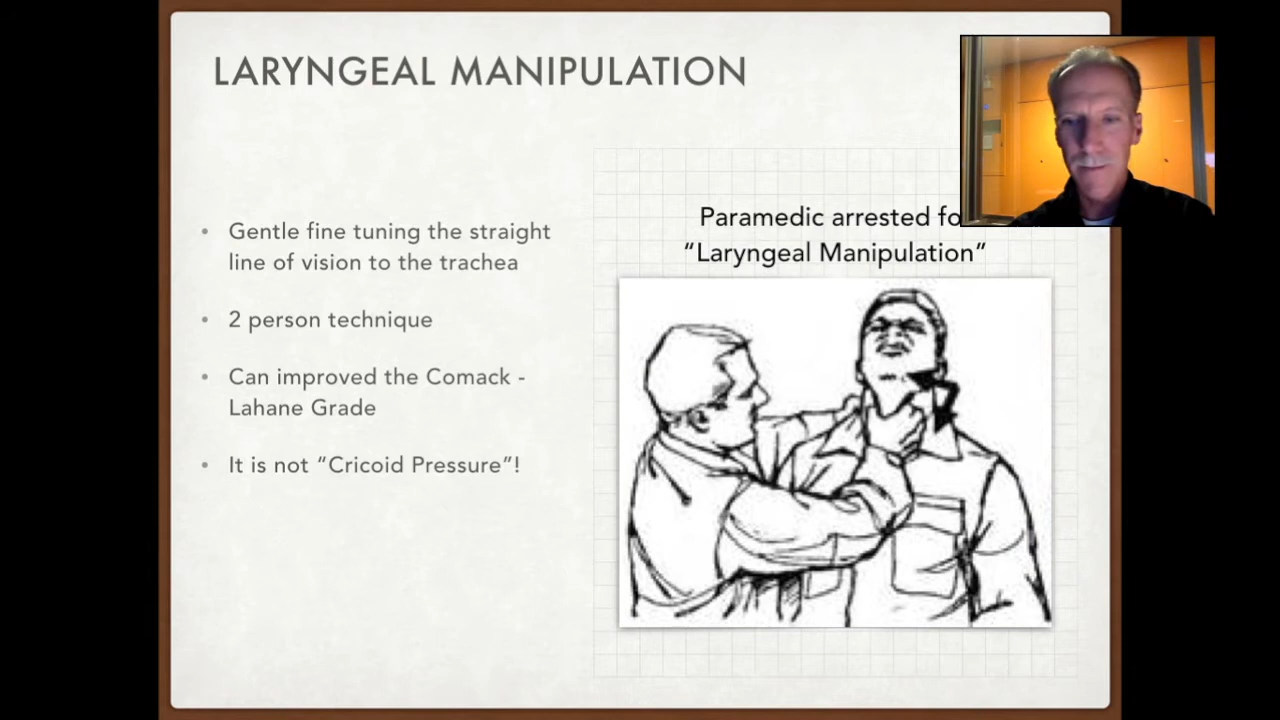 LARYNGEAL MANIPULATION
• Gentle fine tuning the straight
line of vision to the trachea
• 2 person technique
• Can improved the Comack -
Lahane Grade
• It is not “Cricoid Pressure”!
Paramedic arrested
“Laryngeal Manipulation”